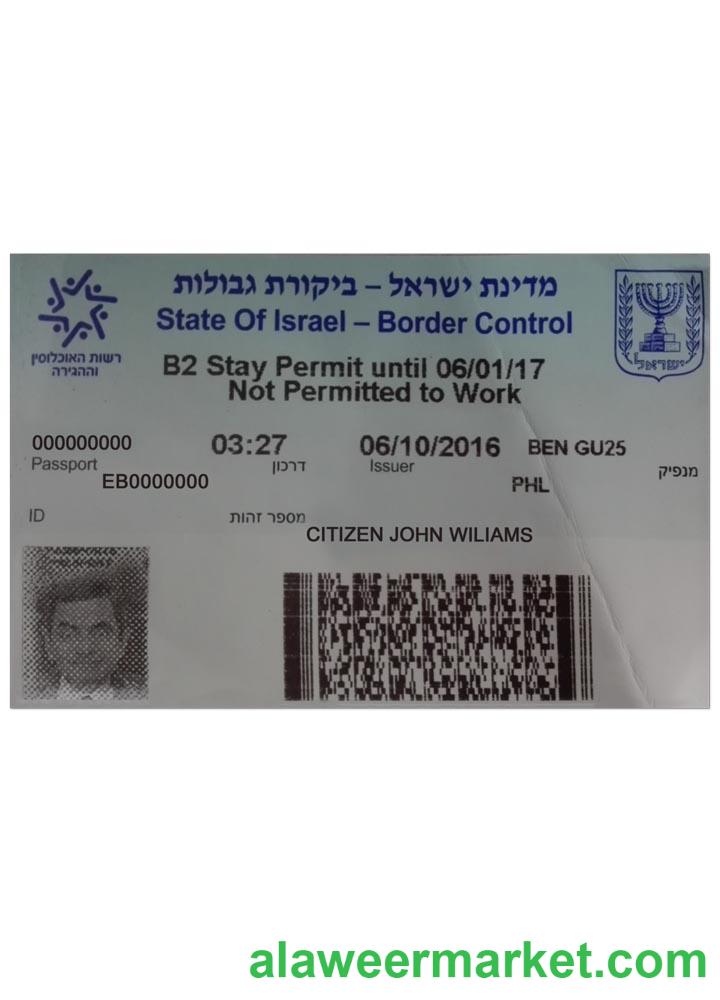 מדינת ישראל – ביקורת גבולות
State Of Israel – Border Control
רשות האוכלוסין
וההגירה
ישראל
B2 Stay Permit until 06/01/17
Not Permitted to Work
000000000 03:27 06/10/2016 BEN GU25
Passport דרכון Issuer מנפיק
EB0000000 PHL
ID מספר זהות
CITIZEN JOHN WILIAMS
alaweermarket.com